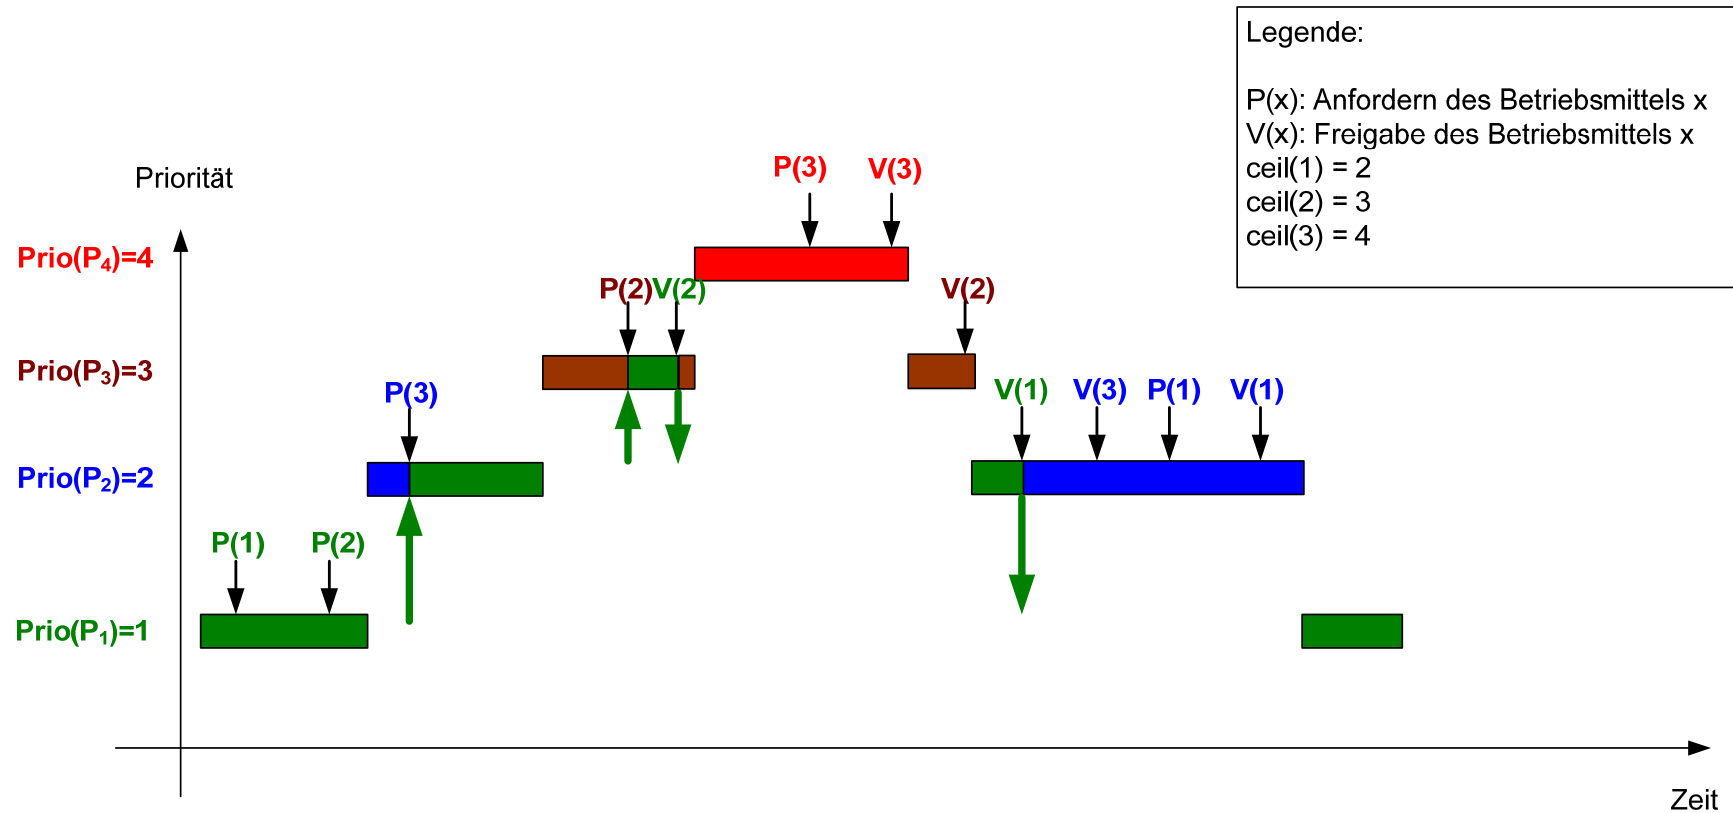 Legende:
P(x): Anfordern des Betriebsmittels x
V(x): Freigabe des Betriebsmittels x
ceil(1) = 2
ceil(2) = 3
ceil(3) = 4
Priorität
P(3) V(3)
Prio(P4)=4
P(2) V(2) V(2)
Prio(P3)=3
P(3) V(1) V(3) P(1) V(1)
Prio(P2)=2
P(1) P(2)
Prio(P1)=1
Zeit